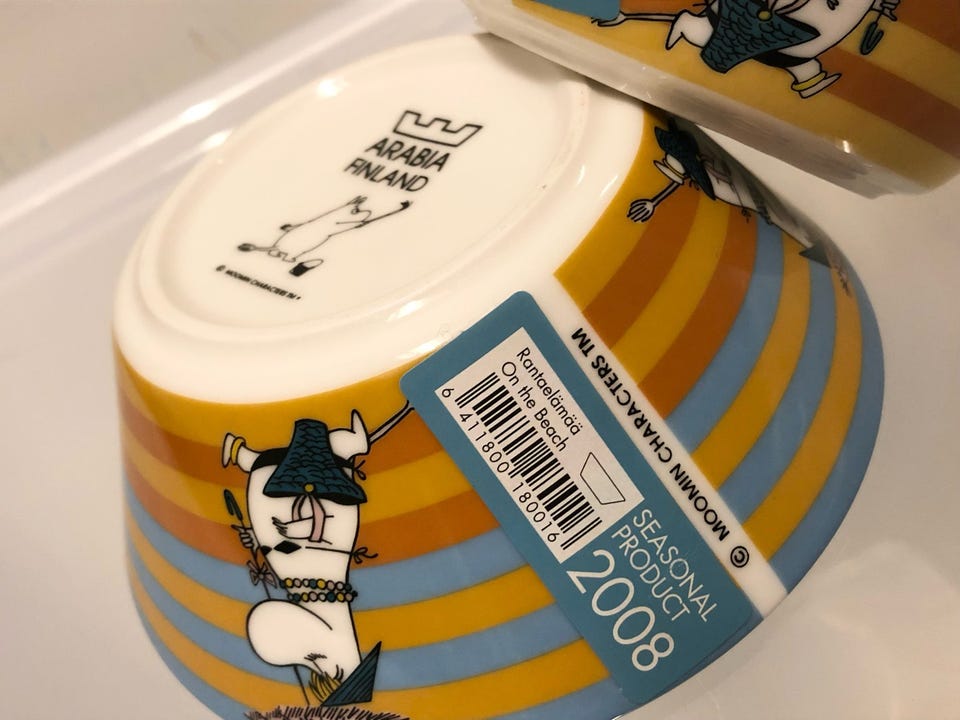 ARABIA
FINLAND
© MOOMIN CHARACTERS TM
Rantaelämää
On the Beach
6 411800 180016
SEASONAL
PRODUCT
2008
© MOOMIN CHARACTERS TM